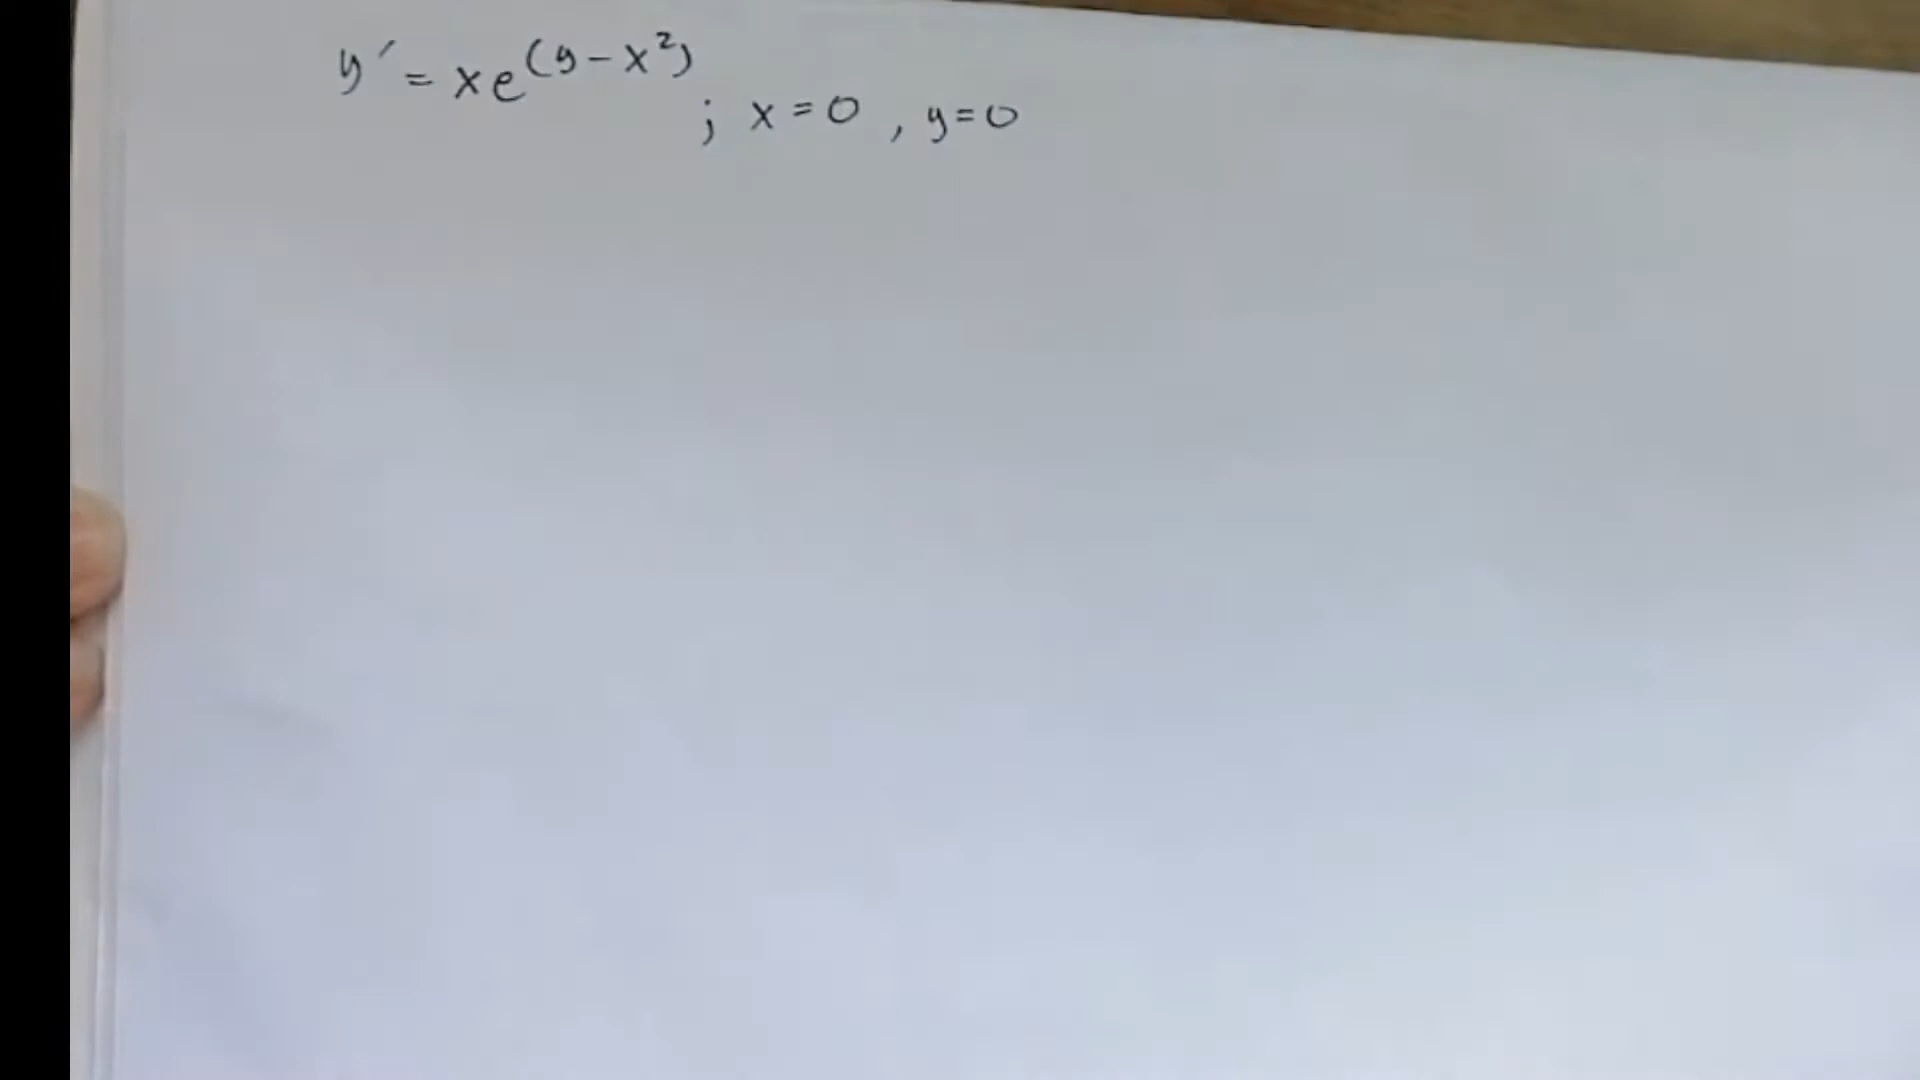 y′ = xe^(y−x²) ; x=0 , y=0